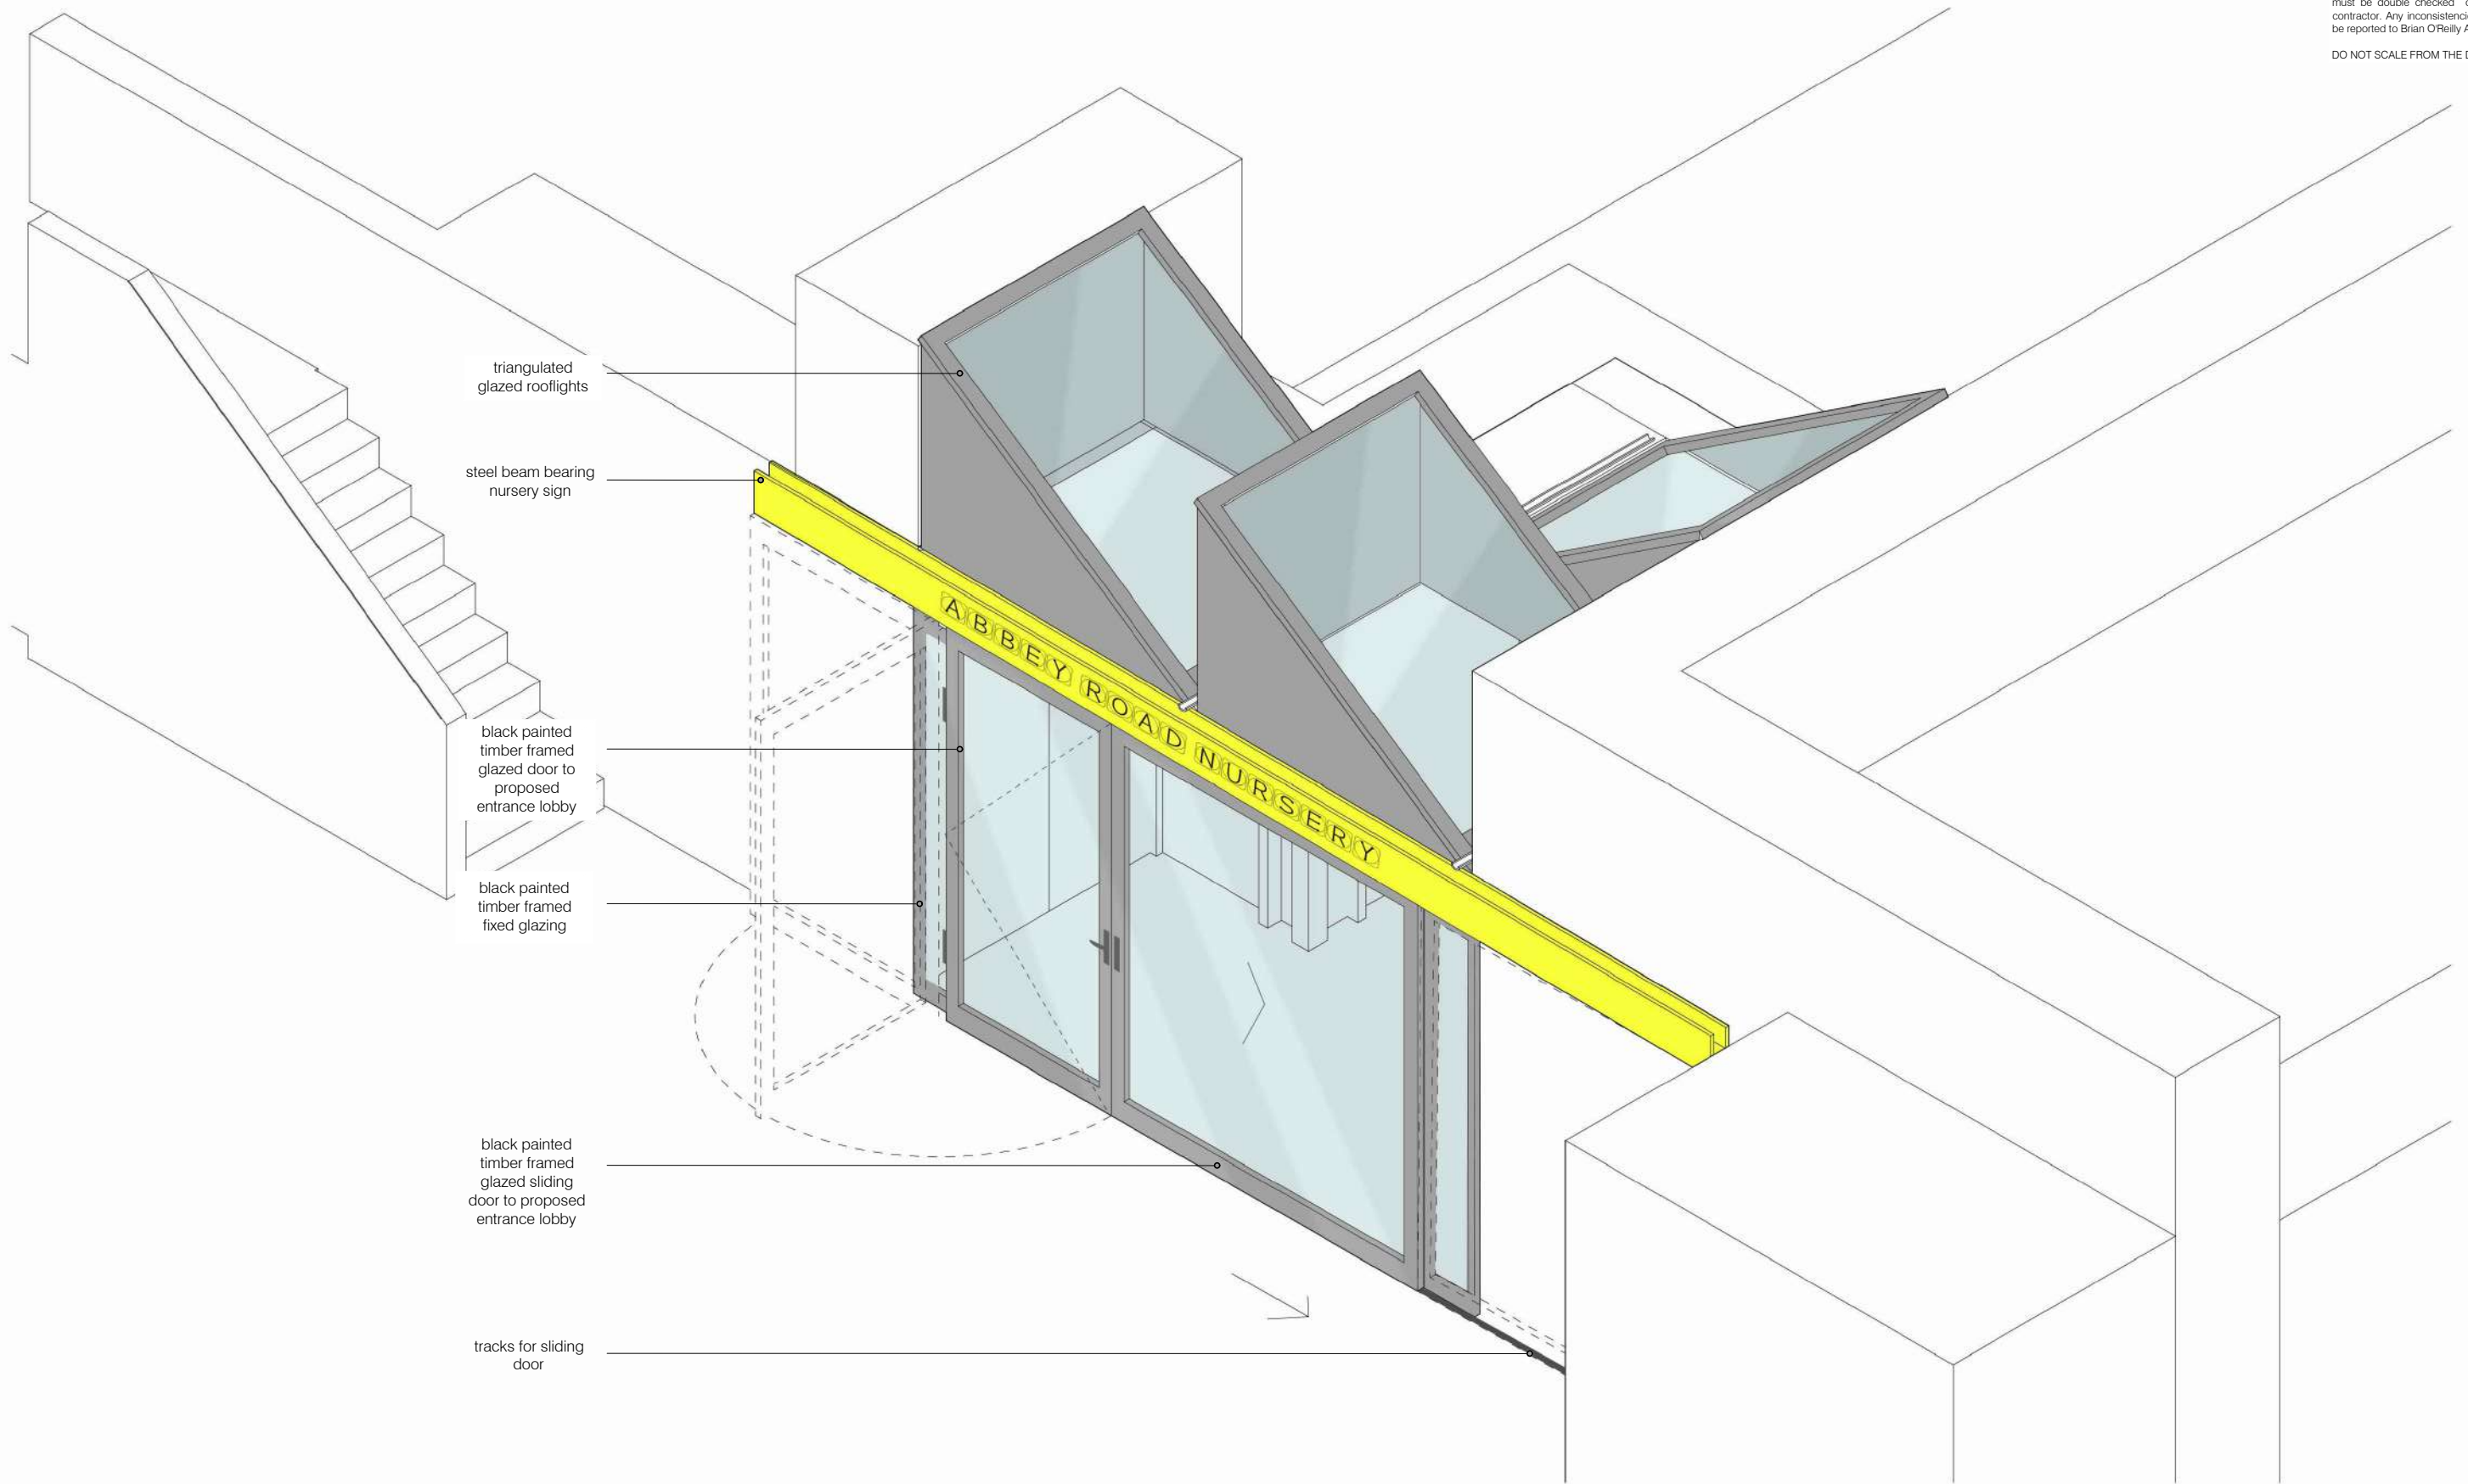 must be double checked
contractor. Any
be reported to Brian O'Reilly
DO NOT SCALE FROM THE
triangulated
glazed rooflights
steel beam bearing
nursery sign
ABBEY ROAD NURSERY
black painted
timber framed
glazed door to
proposed
entrance lobby
black painted
timber framed
fixed glazing
black painted
timber framed
glazed sliding
door to proposed
entrance lobby
tracks for sliding
door